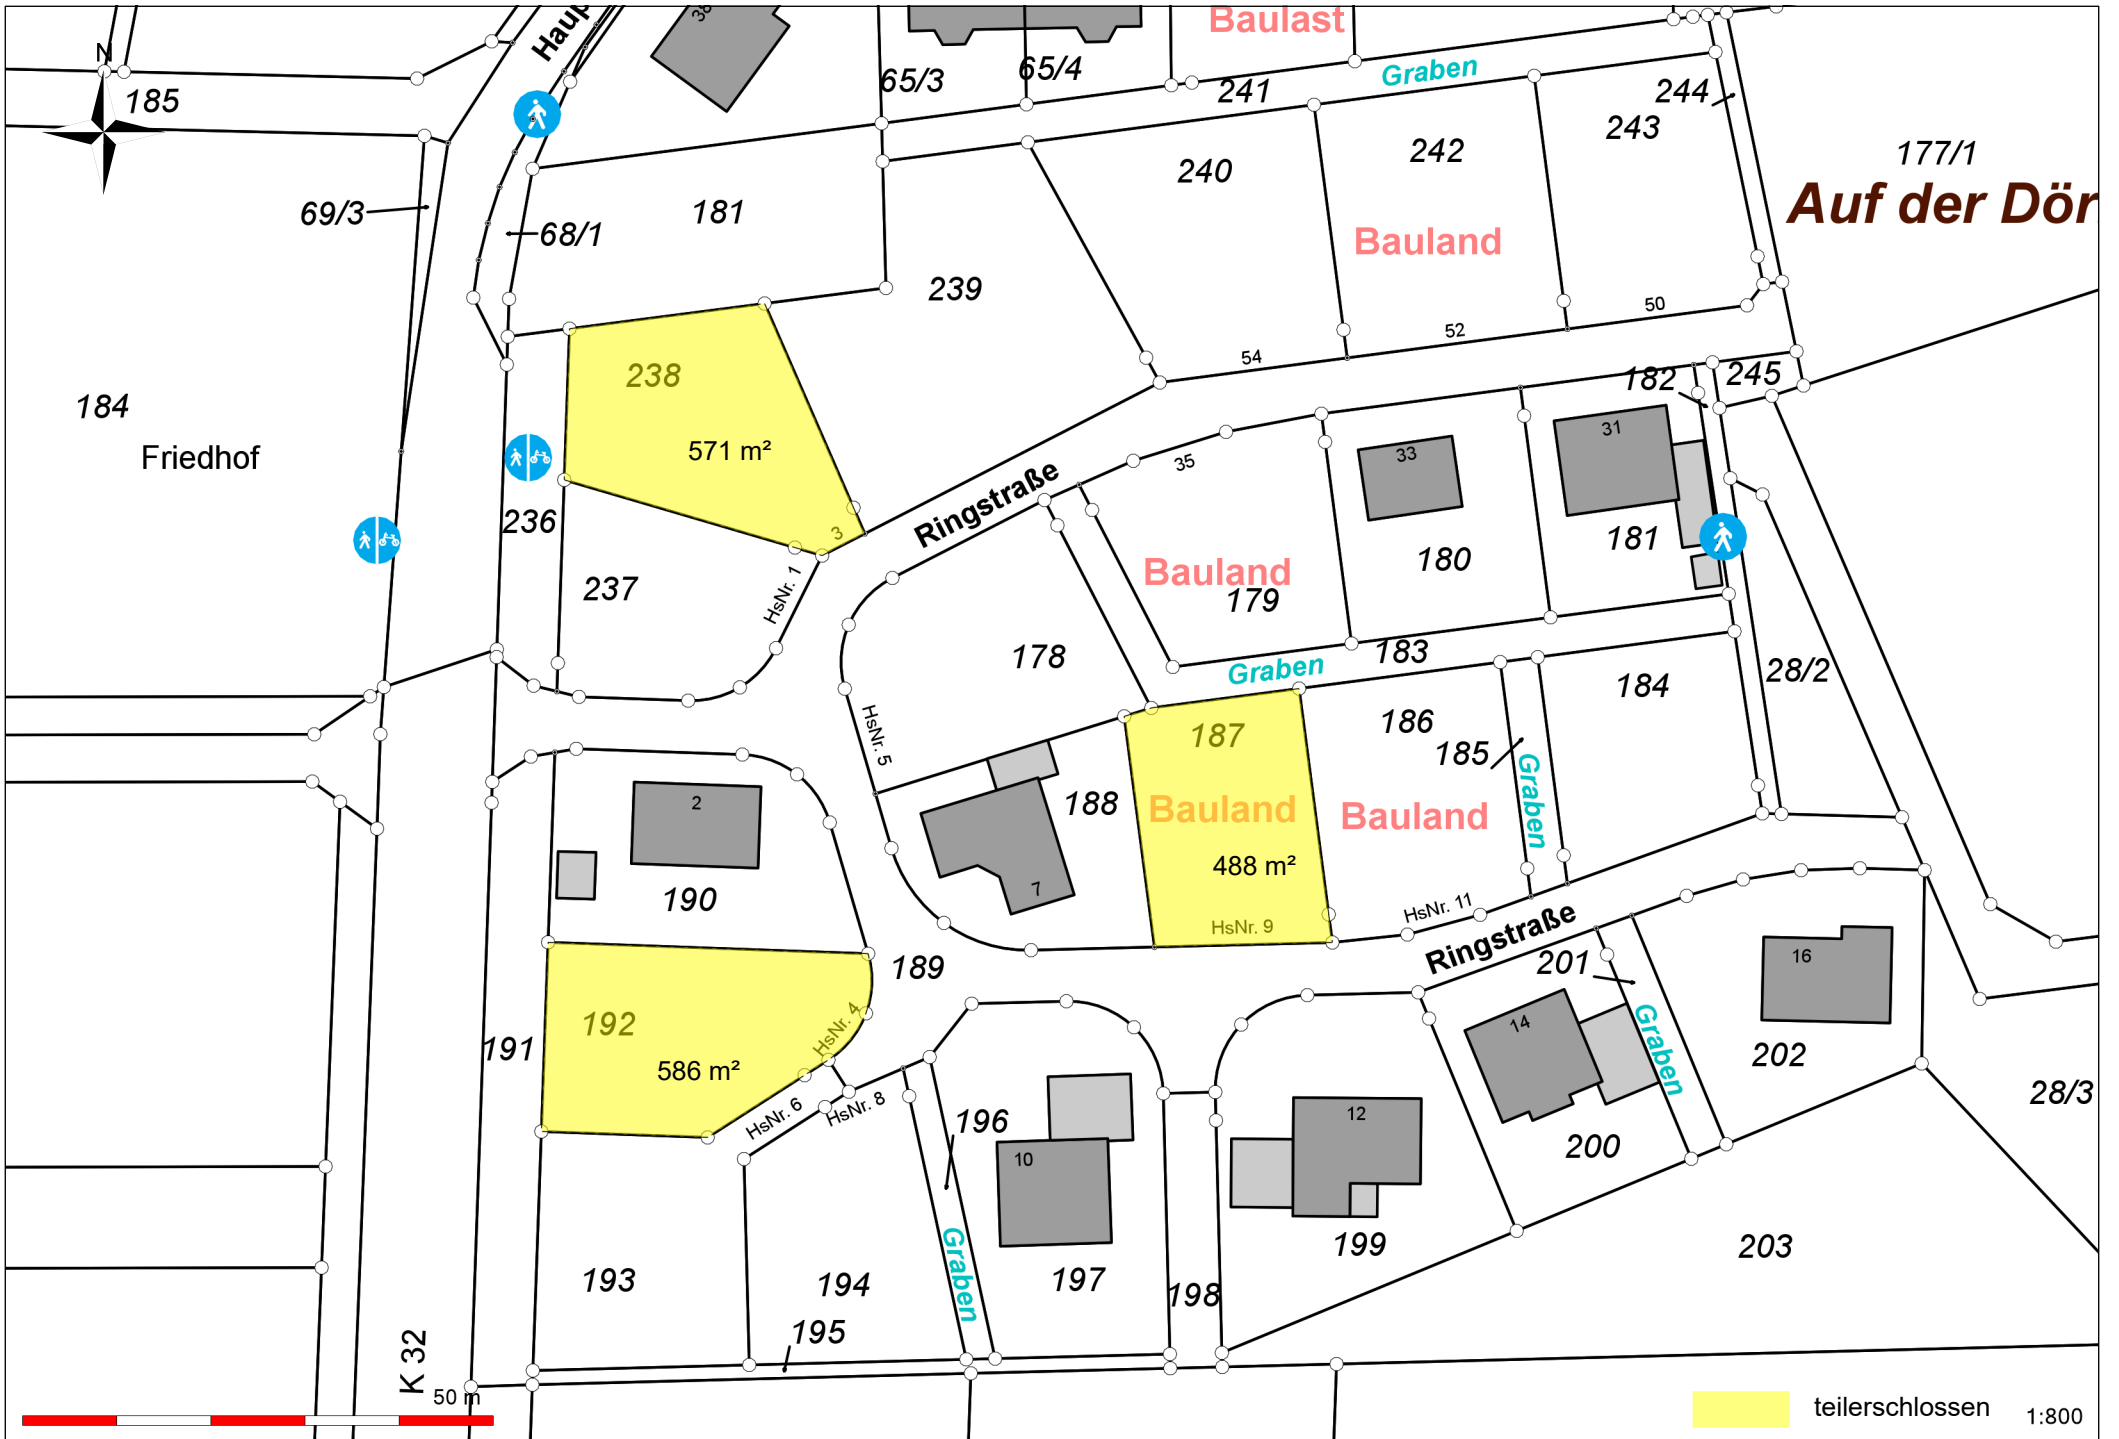 Haup
38
Baulast
N
65/3
65/4
241
Graben
244
185
243
242
240
177/1
Auf der Dör
69/3
68/1
181
Bauland
239
50
52
54
238
182
245
184
Friedhof
571 m²
35
33
31
Ringstraße
236
3
180
181
237
HsNr. 1
Bauland
179
178
183
Graben
28/2
184
187
186
185
HsNr. 5
Graben
2
188
Bauland
Bauland
488 m²
190
7
HsNr. 9
HsNr. 11
Ringstraße
189
201
16
192
HsNr. 4
14
Graben
191
586 m²
202
28/3
HsNr. 6
HsNr. 8
196
12
10
200
199
203
193
194
Graben
197
198
195
K 32
50 m
teilerschlossen
1:800